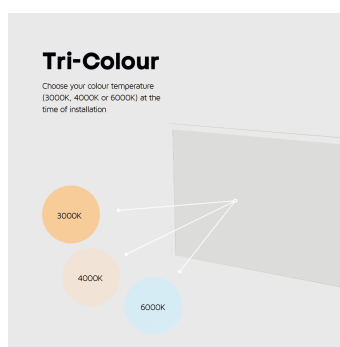 Tri-Colour
Choose your colour temperature
(3000K, 4000K or 6000K) at the
time of installation
3000K
4000K
6000K